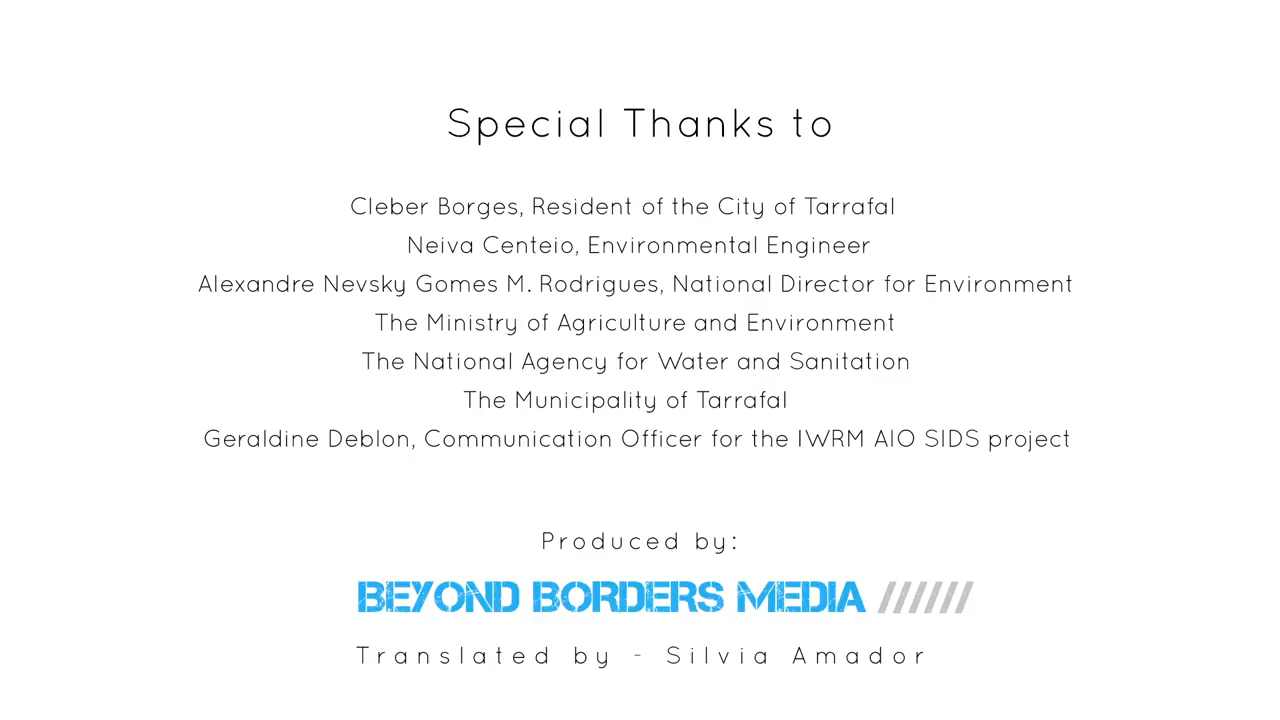 Special Thanks to
Cleber Borges, Resident of the City of Tarrafal
Neiva Centeio, Environmental Engineer
Alexandre Nevsky Gomes M. Rodrigues, National Director for Environment
The Ministry of Agriculture and Environment
The National Agency for Water and Sanitation
The Municipality of Tarrafal
Geraldine Deblon, Communication Officer for the IWRM AIO SIDS project
Produced by:
BEYOND BORDERS MEDIA //////
Translated by - Silvia Amador